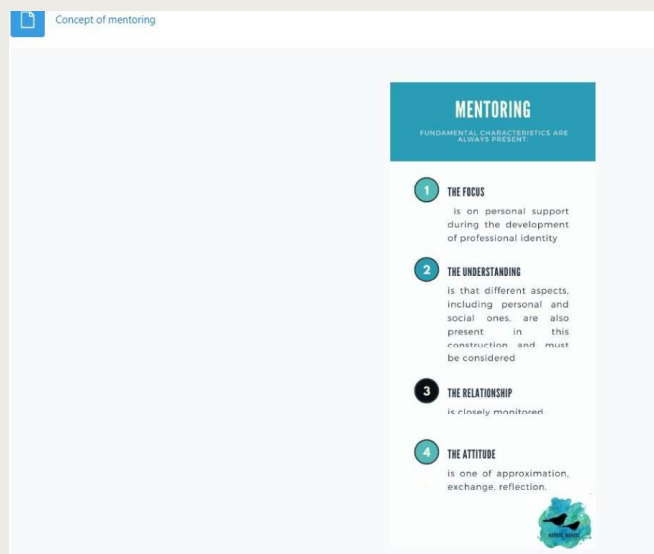 Concept of mentoring
MENTORING
FUNDAMENTAL CHARACTERISTICS ARE
ALWAYS PRESENT:
1
THE FOCUS
is on personal support
during the development
of professional identity
2
THE UNDERSTANDING
is that different aspects,
including personal and
social ones, are also
present in this
construction and must
be considered
3
THE RELATIONSHIP
is closely monitored
4
THE ATTITUDE
is one of approximation,
exchange, reflection.